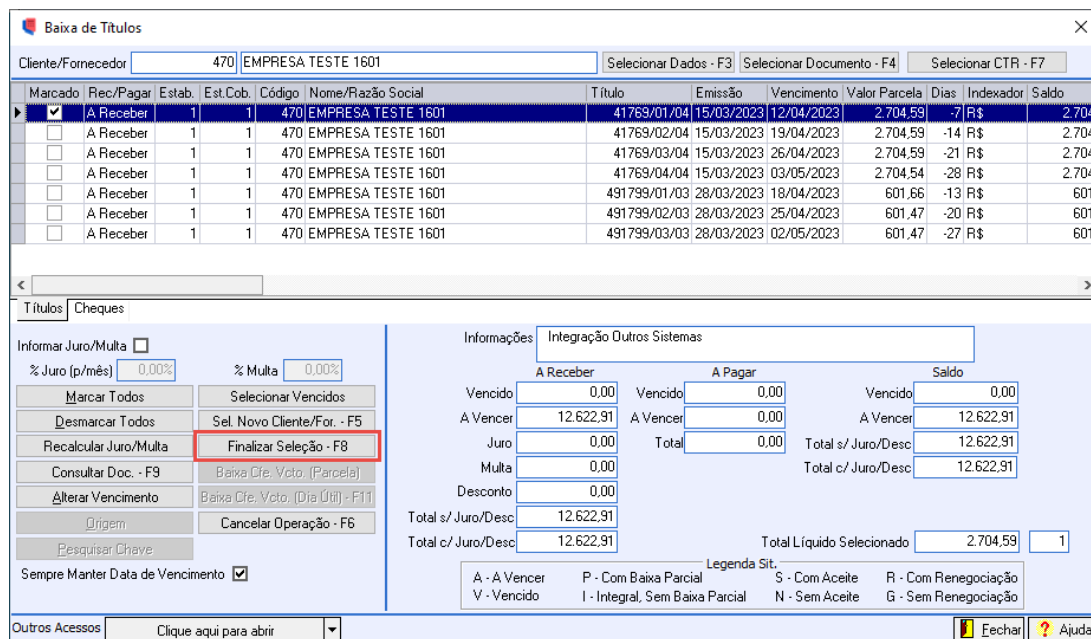 Baixa de Títulos
Cliente/Fornecedor 470 EMPRESA TESTE 1601 Selecionar Dados - F3 Selecionar Documento - F4 Selecionar CTR - F7
Marcado Rec/Pagar Estab. Est.Cob. Código Nome/Razão Social Título Emissão Vencimento Valor Parcela Dias Indexador Saldo
A Receber 1 1 470 EMPRESA TESTE 1601 41769/01/04 15/03/2023 12/04/2023 2.704,59 -7 R$ 2.704
A Receber 1 1 470 EMPRESA TESTE 1601 41769/02/04 15/03/2023 19/04/2023 2.704,59 -14 R$ 2.704
A Receber 1 1 470 EMPRESA TESTE 1601 41769/03/04 15/03/2023 26/04/2023 2.704,59 -21 R$ 2.704
A Receber 1 1 470 EMPRESA TESTE 1601 41769/04/04 15/03/2023 03/05/2023 2.704,54 -28 R$ 2.704
A Receber 1 1 470 EMPRESA TESTE 1601 491799/01/03 28/03/2023 18/04/2023 601,66 -13 R$ 601
A Receber 1 1 470 EMPRESA TESTE 1601 491799/02/03 28/03/2023 25/04/2023 601,47 -20 R$ 601
A Receber 1 1 470 EMPRESA TESTE 1601 491799/03/03 28/03/2023 02/05/2023 601,47 -27 R$ 601
Títulos Cheques
Informar Juro/Multa
% Juro (p/mês) 0,00% % Multa 0,00%
Marcar Todos Selecionar Vencidos
Desmarcar Todos Sel. Novo Cliente/For. - F5
Recalcular Juro/Multa Finalizar Seleção - F8
Consultar Doc. - F9 Baixa Cfe. Vcto. (Parcela)
Alterar Vencimento Baixa Cfe. Vcto. (Dia Útil) - F11
Origem Cancelar Operação - F6
Pesquisar Chave
Sempre Manter Data de Vencimento
Informações Integração Outros Sistemas
A Receber A Pagar Saldo
Vencido 0,00 Vencido 0,00 Vencido 0,00
A Vencer 12.622,91 A Vencer 0,00 A Vencer 12.622,91
Juro 0,00 Total 0,00 Total s/ Juro/Desc 12.622,91
Multa 0,00 Total c/ Juro/Desc 12.622,91
Desconto 0,00
Total s/ Juro/Desc 12.622,91
Total c/ Juro/Desc 12.622,91 Total Líquido Selecionado 2.704,59 1
Legenda Sit.
A - A Vencer P - Com Baixa Parcial S - Com Aceite R - Com Renegociação
V - Vencido I - Integral, Sem Baixa Parcial N - Sem Aceite G - Sem Renegociação
Outros Acessos Clique aqui para abrir Fechar ? Ajuda